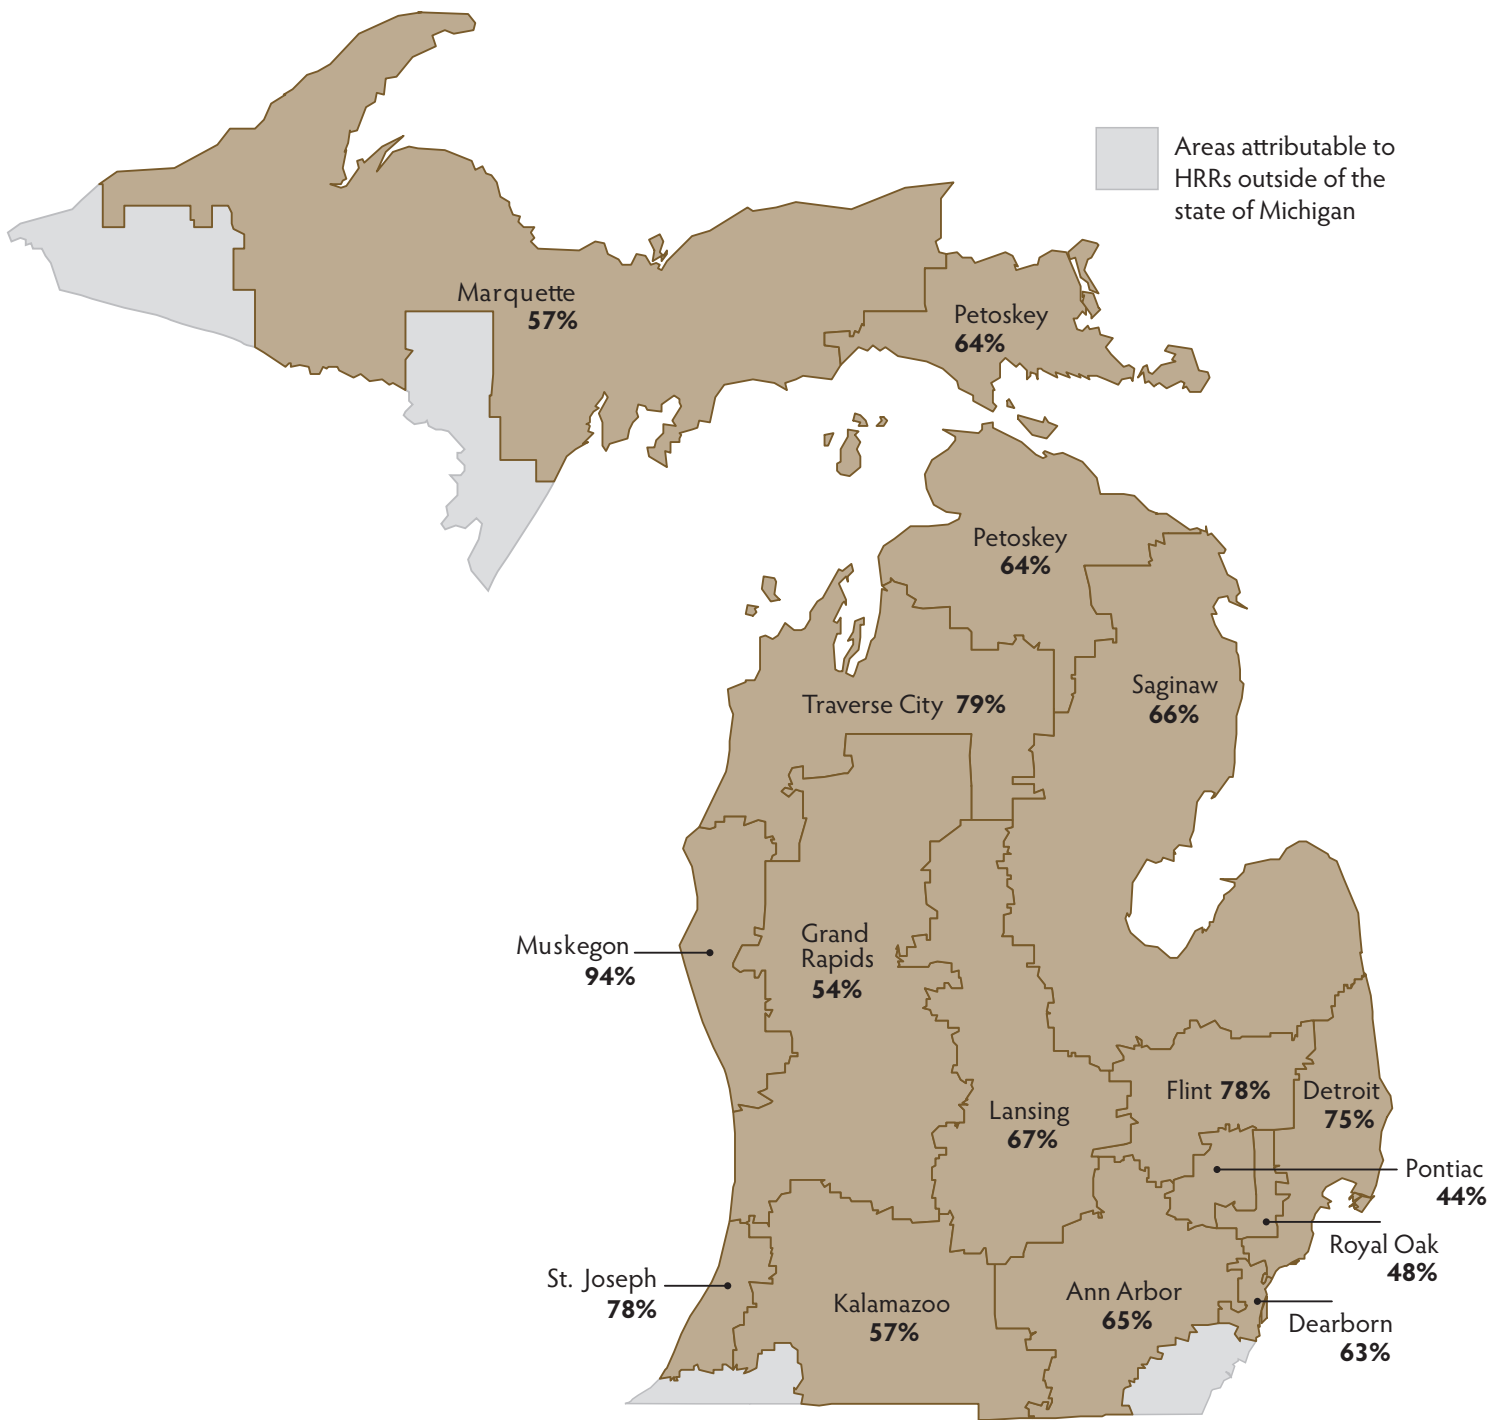 Areas attributable to
HRRs outside of the
state of Michigan
Marquette
57%
Petoskey
64%
Petoskey
64%
Saginaw
66%
Traverse City 79%
Muskegon
94%
Grand
Rapids
54%
Flint 78%
Detroit
75%
Lansing
67%
Pontiac
44%
Royal Oak
48%
St. Joseph
78%
Kalamazoo
57%
Ann Arbor
65%
Dearborn
63%